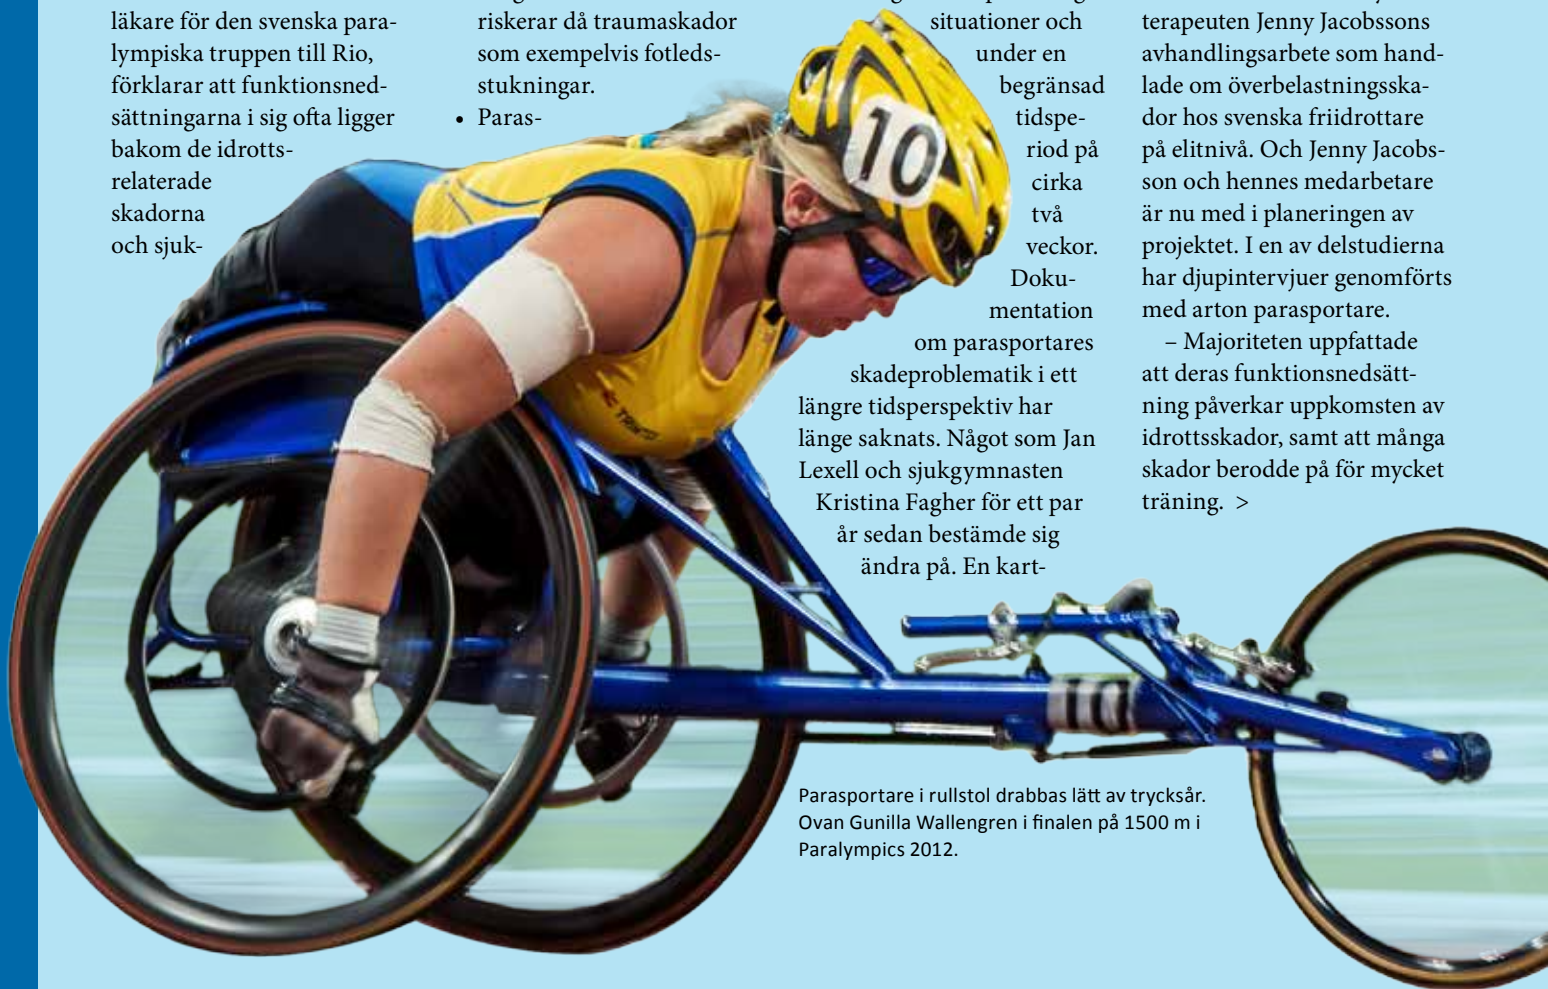 läkare för den svenska para-
lympiska truppen till Rio,
förklarar att funktionsned-
sättningarna i sig ofta ligger
bakom de idrotts-
relaterade
skadorna
och sjuk-
riskerar då traumaskador
som exempelvis fotleds-
stukningar.
• Paras-
situationer och
under en
begränsad
tidspe-
riod på
cirka
två
veckor.
Doku-
mentation
om parasportares
skadeproblematik i ett
längre tidsperspektiv har
länge saknats. Något som Jan
Lexell och sjukgymnasten
Kristina Fagher för ett par
år sedan bestämde sig
ändra på. En kart-
terapeuten Jenny Jacobssons
avhandlingsarbete som hand-
lade om överbelastningsska-
dor hos svenska friidrottare
på elitnivå. Och Jenny Jacobs-
son och hennes medarbetare
är nu med i planeringen av
projektet. I en av delstudierna
har djupintervjuer genomförts
med arton parasportare.
– Majoriteten uppfattade
att deras funktionsnedsätt-
ning påverkar uppkomsten av
idrottsskador, samt att många
skador berodde på för mycket
träning. >
10
Parasportare i rullstol drabbas lätt av trycksår.
Ovan Gunilla Wallengren i finalen på 1500 m i
Paralympics 2012.